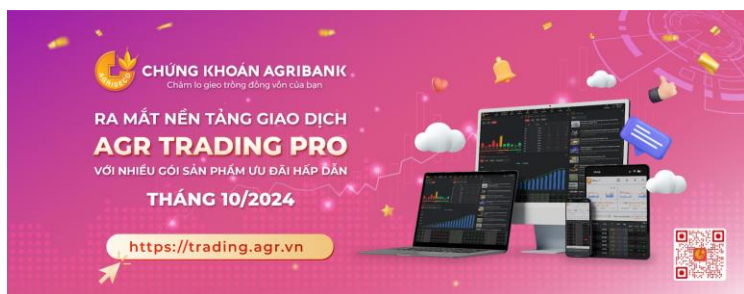 AGRISECO
CHỨNG KHOÁN AGRIBANK
Chăm lo gieo trồng đồng vốn của bạn
RA MẮT NỀN TẢNG GIAO DỊCH
AGR TRADING PRO
VỚI NHIỀU GÓI SẢN PHẨM ƯU ĐÃI HẤP DẪN
THÁNG 10/2024
https://trading.agr.vn